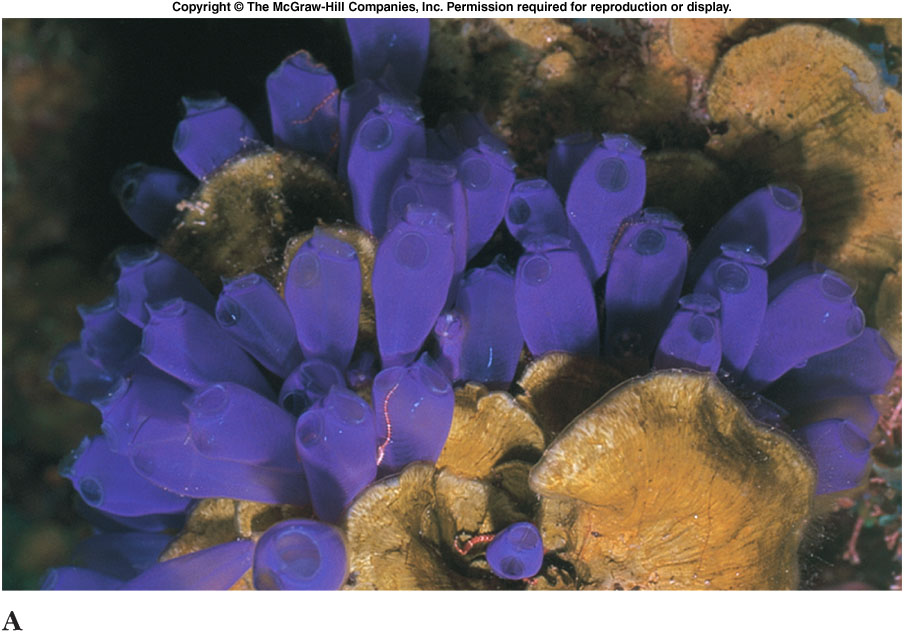 Copyright © The McGraw-Hill Companies, Inc. Permission required for reproduction or display.
A